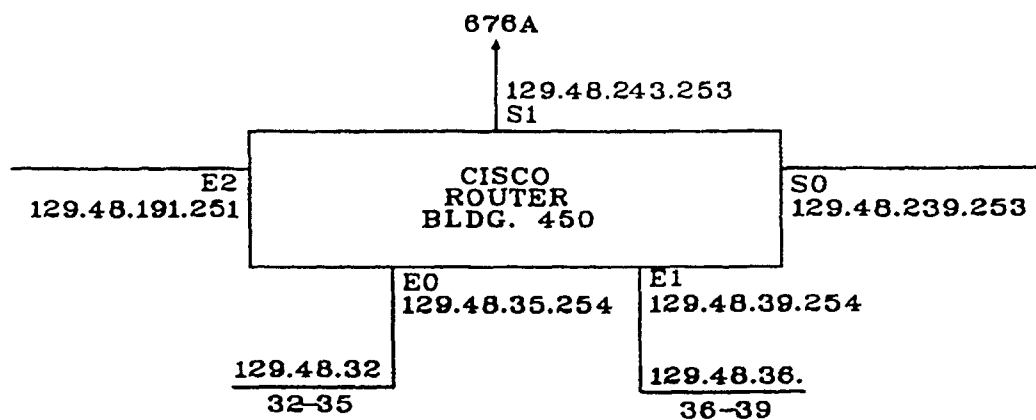 676A
129.48.243.253
S1
E2
129.48.191.251
CISCO
ROUTER
BLDG. 450
S0
129.48.239.253
E0
129.48.35.254
E1
129.48.39.254
129.48.32
32-35
129.48.36.
36-39